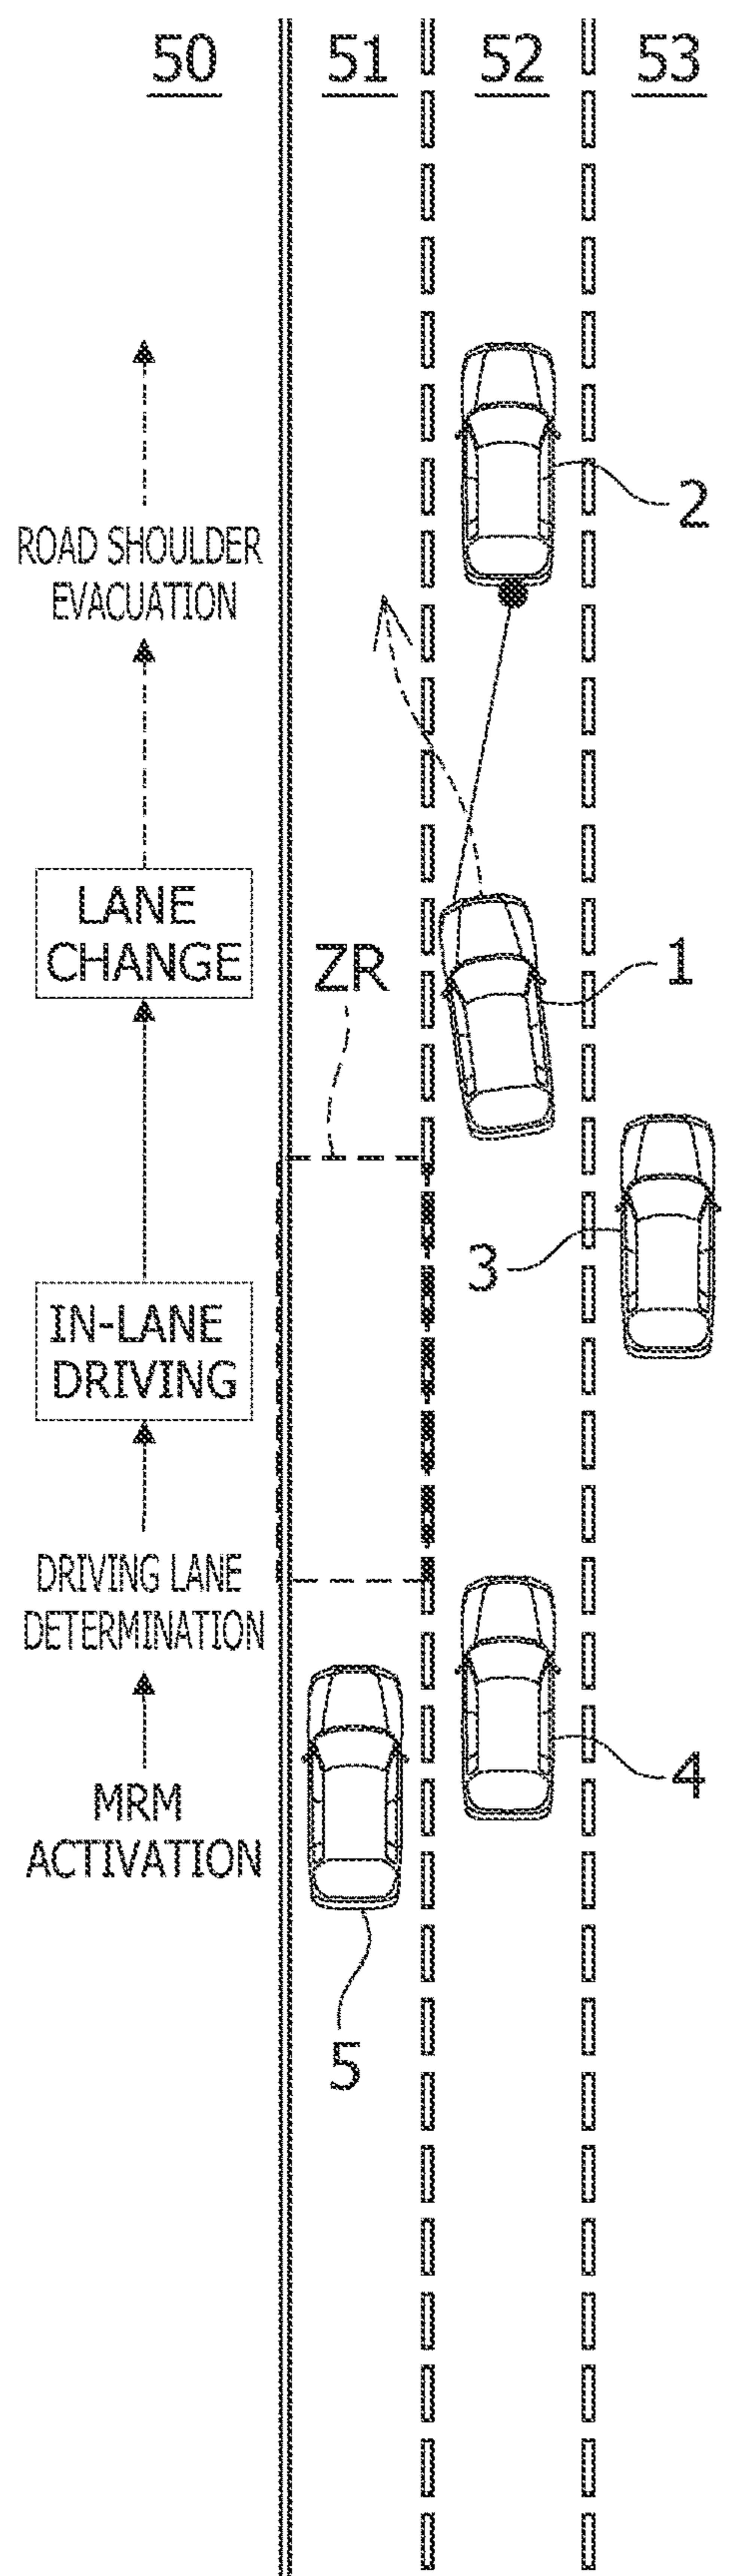 50 51 52 53
2
ROAD SHOULDER
EVACUATION
LANE
CHANGE
ZR
1
3
IN-LANE
DRIVING
DRIVING LANE
DETERMINATION
4
MRM
ACTIVATION
5